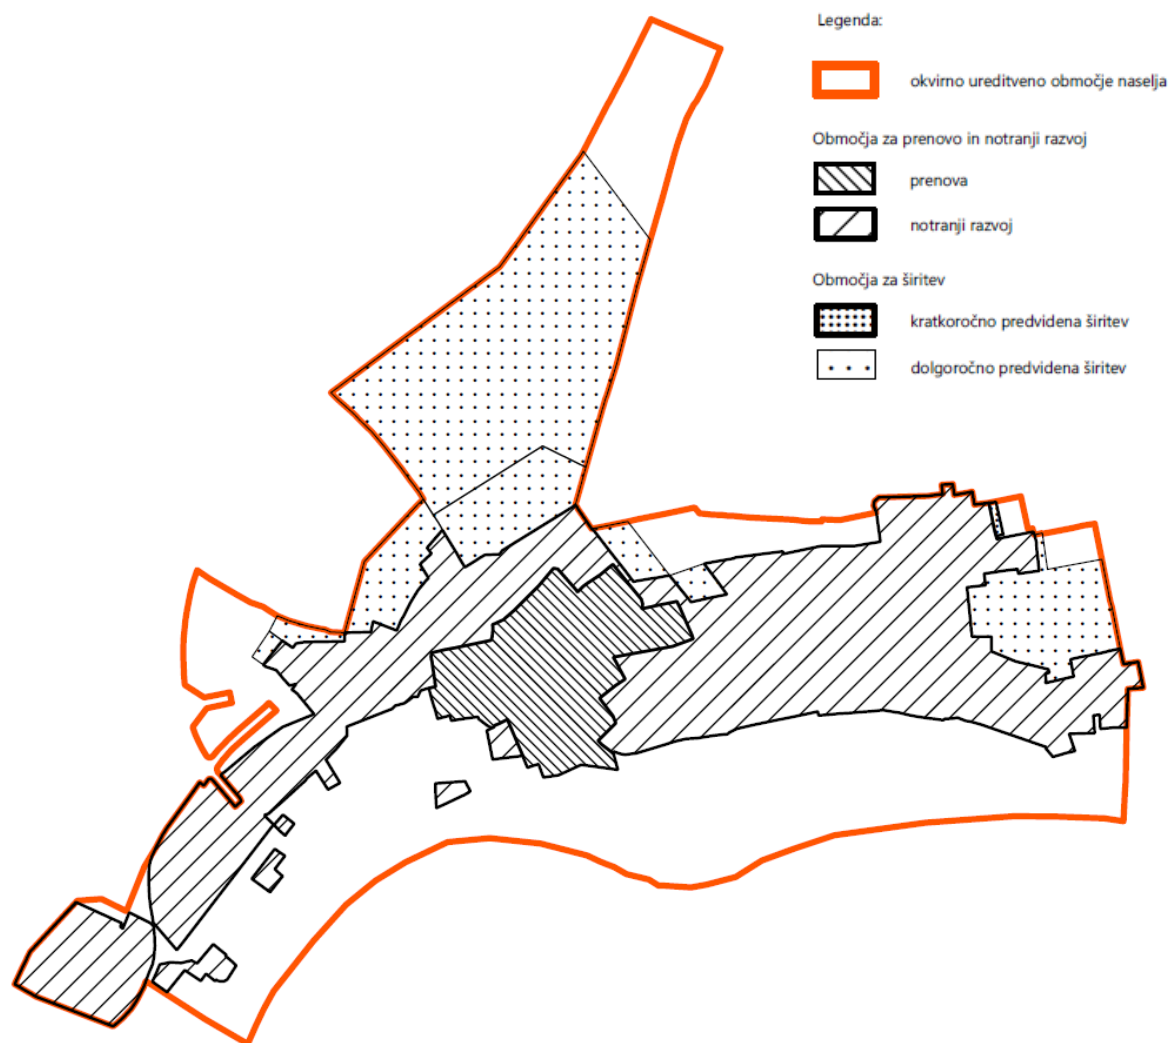 Legenda:
okvirno ureditveno območje naselja
Območja za prenovo in notranji razvoj
prenova
notranji razvoj
Območja za širitev
kratkoročno predvidena širitev
dolgoročno predvidena širitev